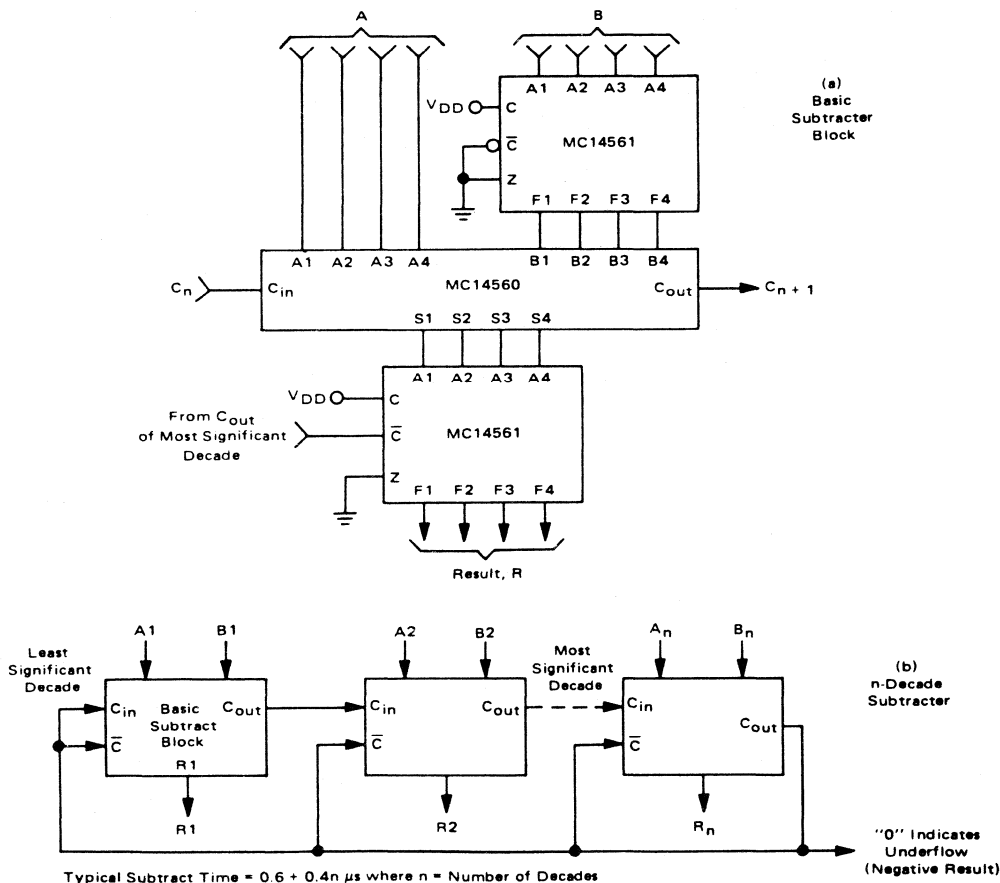 A
B
A1 A2 A3 A4
(a)
Basic
Subtracter
Block
VDD
C
C̅
Z
MC14561
F1 F2 F3 F4
A1 A2 A3 A4
B1 B2 B3 B4
Cn
Cin
MC14560
Cout
Cn + 1
S1 S2 S3 S4
A1 A2 A3 A4
VDD
C
From Cout
of Most Significant
Decade
C̅
MC14561
Z
F1 F2 F3 F4
Result, R
Least
Significant
Decade
A1
B1
Cin
Basic
Subtract
Block
Cout
C̅
R1
R1
A2
B2
Cin
Cout
C̅
R2
Most
Significant
Decade
An
Bn
Cin
Cout
C̅
Rn
(b)
n-Decade
Subtracter
"0" Indicates
Underflow
(Negative Result)
Typical Subtract Time = 0.6 + 0.4n μs where n = Number of Decades